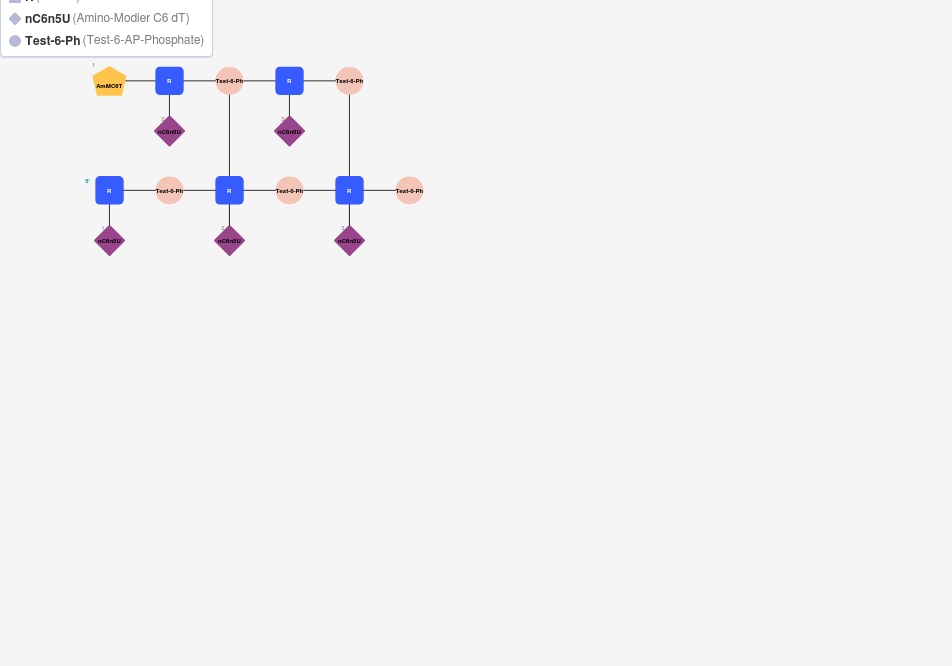 nC6n5U (Amino-Modier C6 dT)
Test-6-Ph (Test-6-AP-Phosphate)
1
AmMC6T R Test-6-Ph R Test-6-Ph
2 3
nC6n5U nC6n5U
5'
R Test-6-Ph R Test-6-Ph R Test-6-Ph
1 2 3
nC6n5U nC6n5U nC6n5U